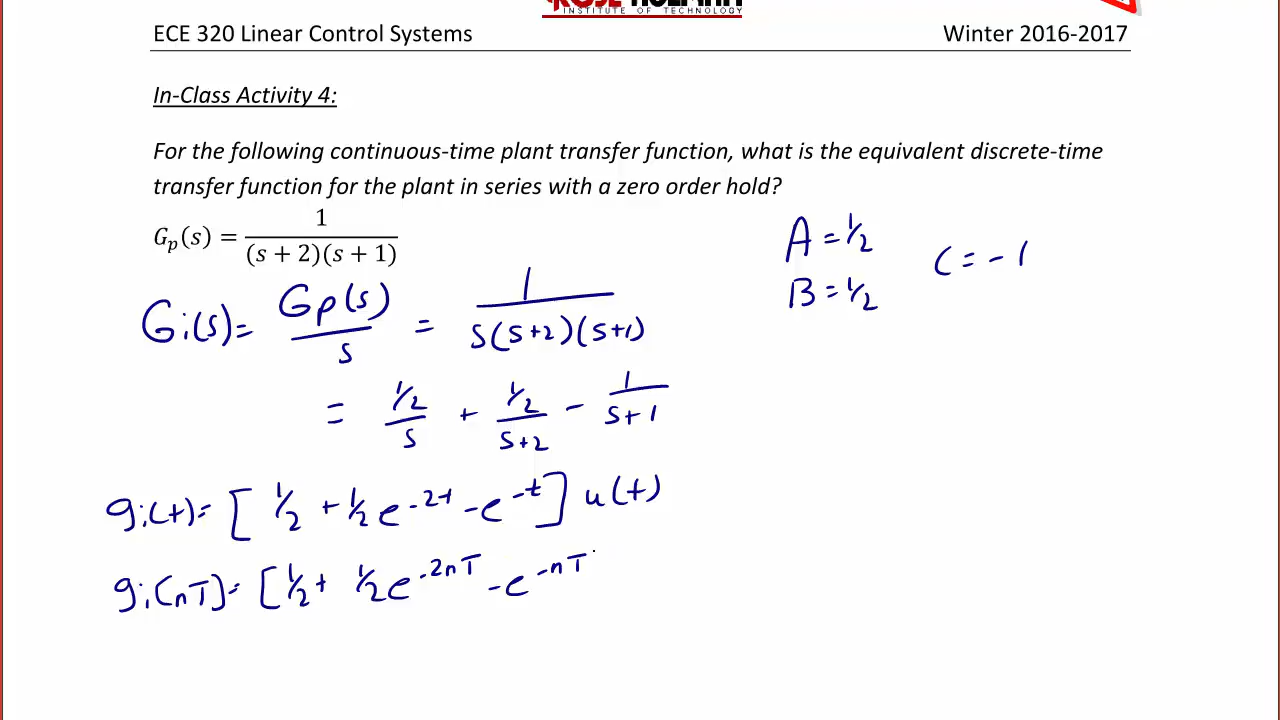 INSTITUTE OF TECHNOLOGY
ECE 320 Linear Control Systems Winter 2016-2017
In-Class Activity 4:
For the following continuous-time plant transfer function, what is the equivalent discrete-time
transfer function for the plant in series with a zero order hold?
Gp(s) = 1 / (s + 2)(s + 1)
A = 1/2
B = 1/2
C = -1
Gi(s) = Gp(s) / s = 1 / s(s+2)(s+1)
= 1/2 / s + 1/2 / s+2 - 1 / s+1
gi(t) = [ 1/2 + 1/2 e^-2t - e^-t ] u(t)
gi(nT) = [ 1/2 + 1/2 e^-2nT - e^-nT